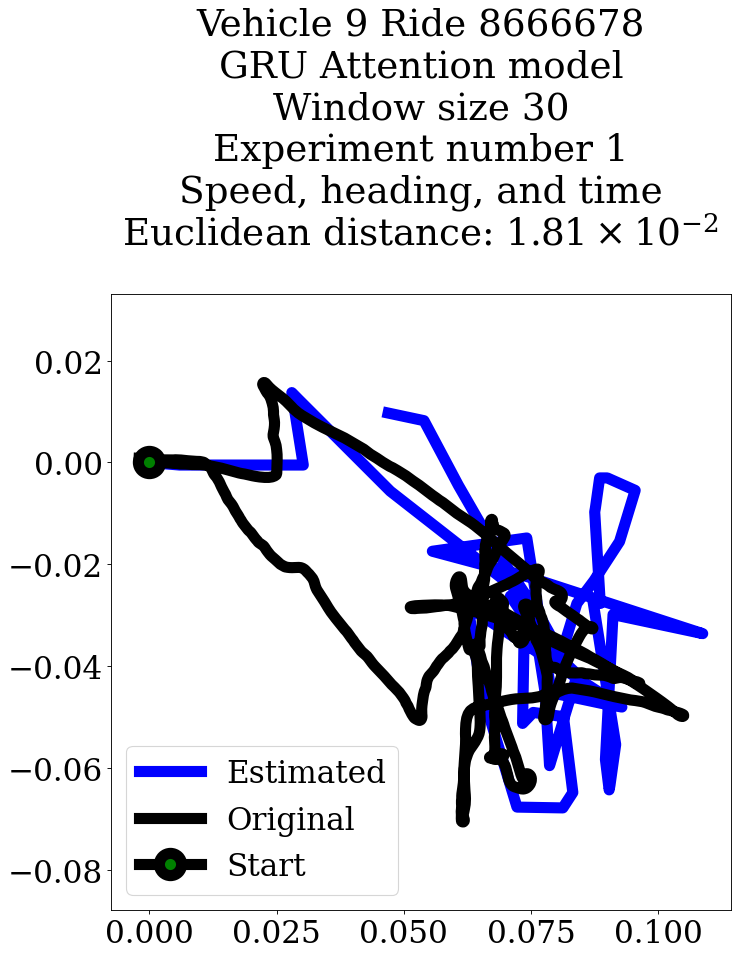 Vehicle 9 Ride 8666678
GRU Attention model
Window size 30
Experiment number 1
Speed, heading, and time
Euclidean distance: 1.81 × 10⁻²
0.02
0.00
−0.02
−0.04
−0.06
−0.08
Estimated
Original
Start
0.000 0.025 0.050 0.075 0.100